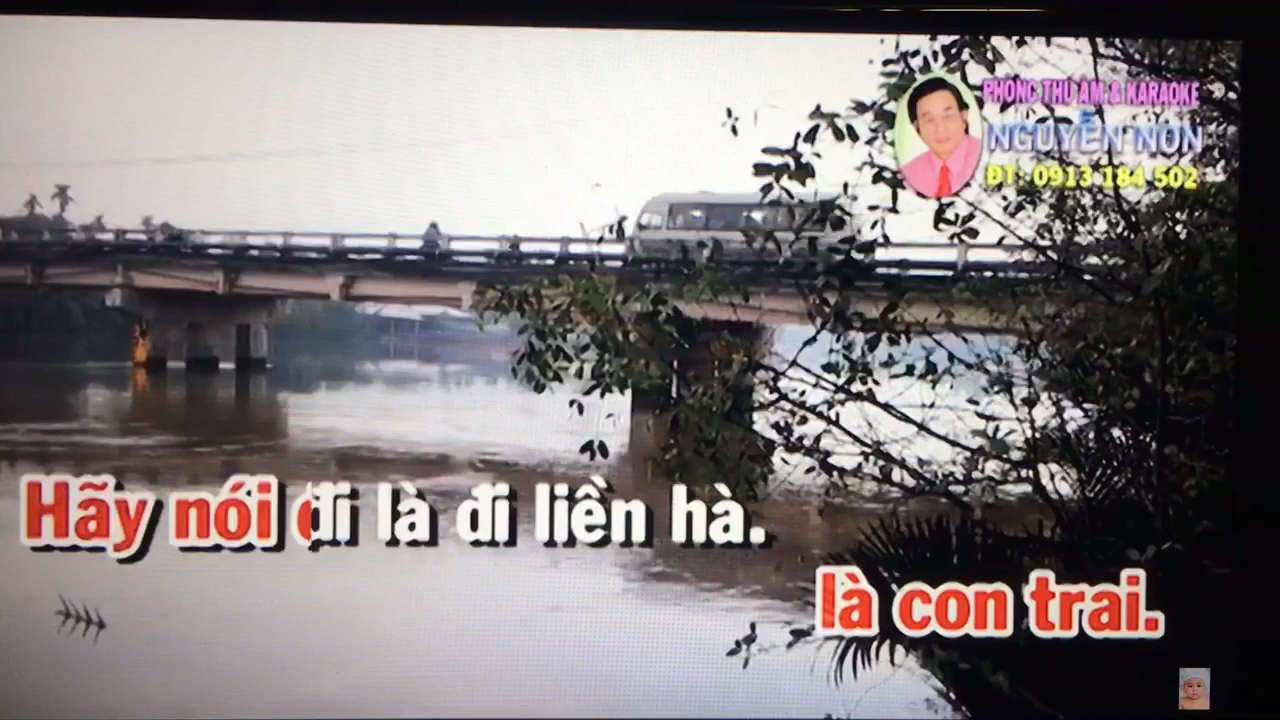 PHÒNG THU ÂM & KARAOKE
NGUYỄN NON
ĐT: 0913 184 502
Hãy nói đi là đi liền hà.
là con trai.